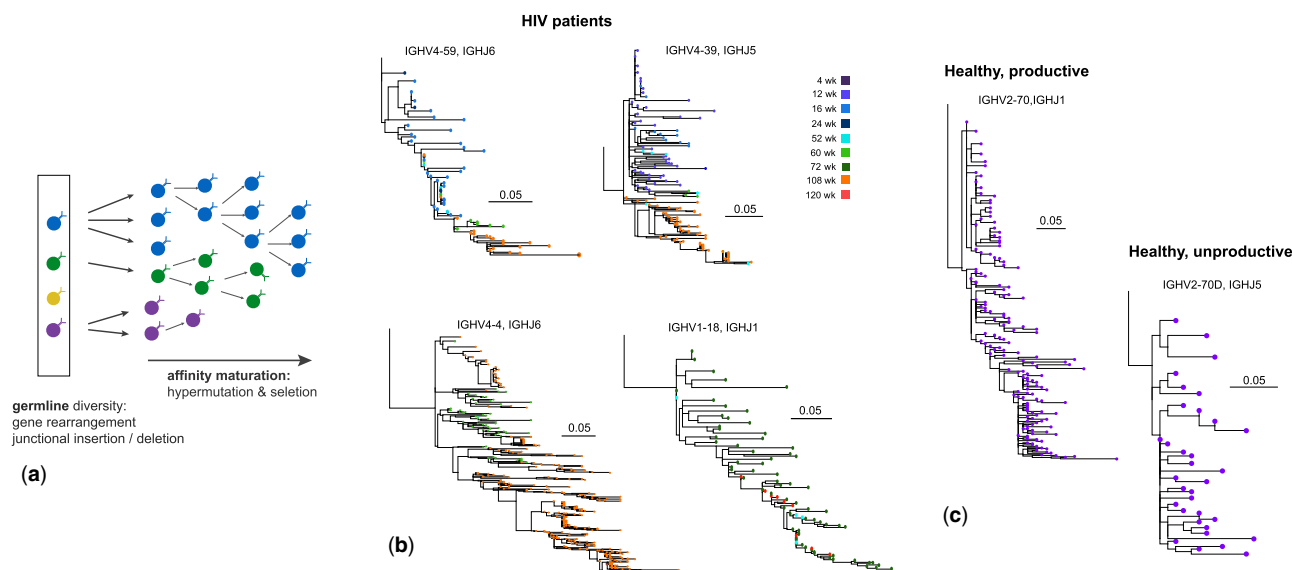 germline diversity:
gene rearrangement
junctional insertion / deletion
affinity maturation:
hypermutation & seletion
(a)
HIV patients
IGHV4-59, IGHJ6
0.05
IGHV4-39, IGHJ5
0.05
4 wk
12 wk
16 wk
24 wk
52 wk
60 wk
72 wk
108 wk
120 wk
IGHV4-4, IGHJ6
0.05
IGHV1-18, IGHJ1
0.05
(b)
Healthy, productive
IGHV2-70,IGHJ1
0.05
Healthy, unproductive
IGHV2-70D, IGHJ5
0.05
(c)